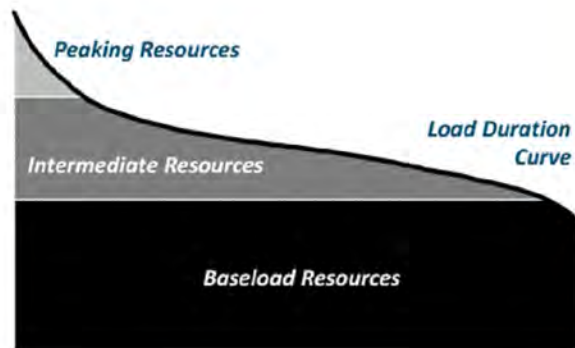 Peaking Resources
Load Duration
Curve
Intermediate Resources
Baseload Resources